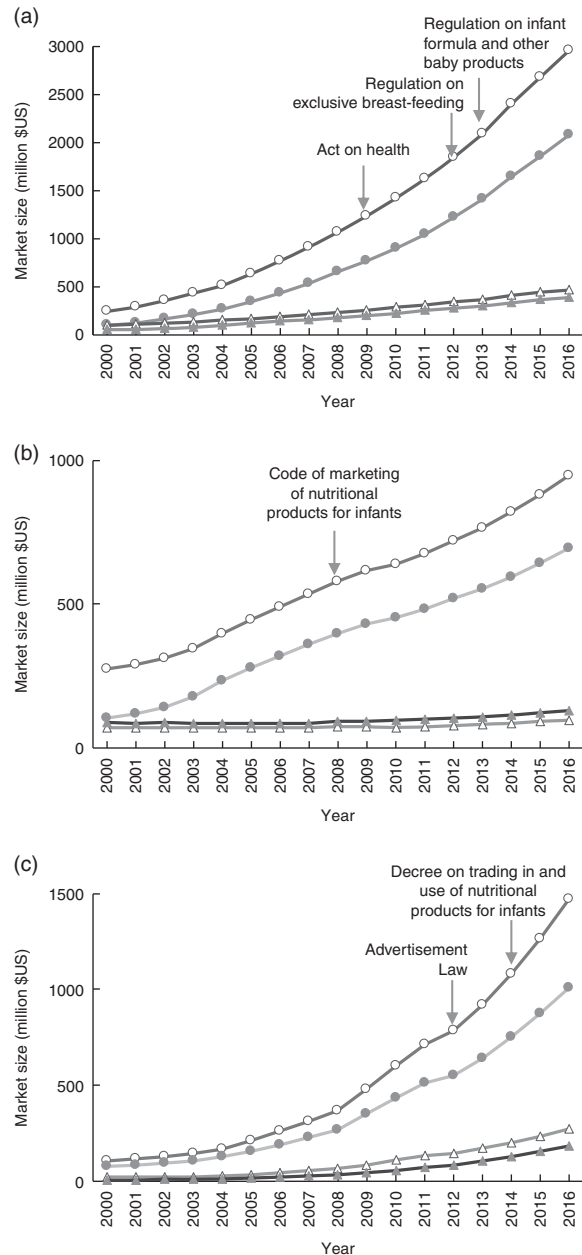 (a)
Regulation on infant
formula and other
baby products
Regulation on
exclusive breast-feeding
Act on health
Market size (million $US)
3000
2500
2000
1500
1000
500
0
2000
2001
2002
2003
2004
2005
2006
2007
2008
2009
2010
2011
2012
2013
2014
2015
2016
Year
(b)
Code of marketing
of nutritional
products for infants
Market size (million $US)
1000
500
0
2000
2001
2002
2003
2004
2005
2006
2007
2008
2009
2010
2011
2012
2013
2014
2015
2016
Year
(c)
Decree on trading in and
use of nutritional
products for infants
Advertisement
Law
Market size (million $US)
1500
1000
500
0
2000
2001
2002
2003
2004
2005
2006
2007
2008
2009
2010
2011
2012
2013
2014
2015
2016
Year